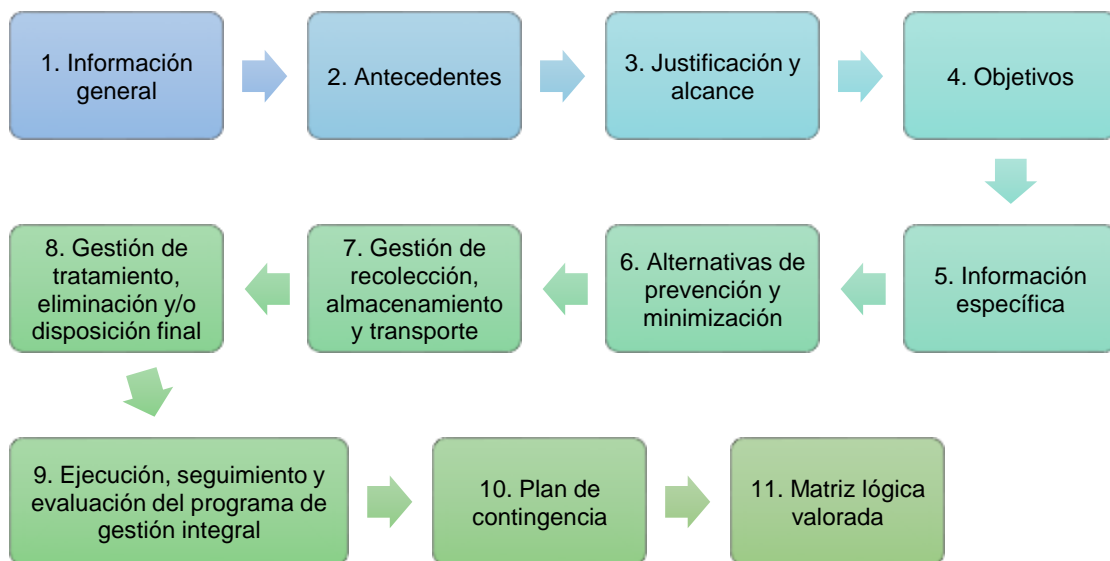 1. Información
general
2. Antecedentes
3. Justificación y
alcance
4. Objetivos
5. Información
específica
6. Alternativas de
prevención y
minimización
7. Gestión de
recolección,
almacenamiento
y transporte
8. Gestión de
tratamiento,
eliminación y/o
disposición final
9. Ejecución, seguimiento y
evaluación del programa de
gestión integral
10. Plan de
contingencia
11. Matriz lógica
valorada